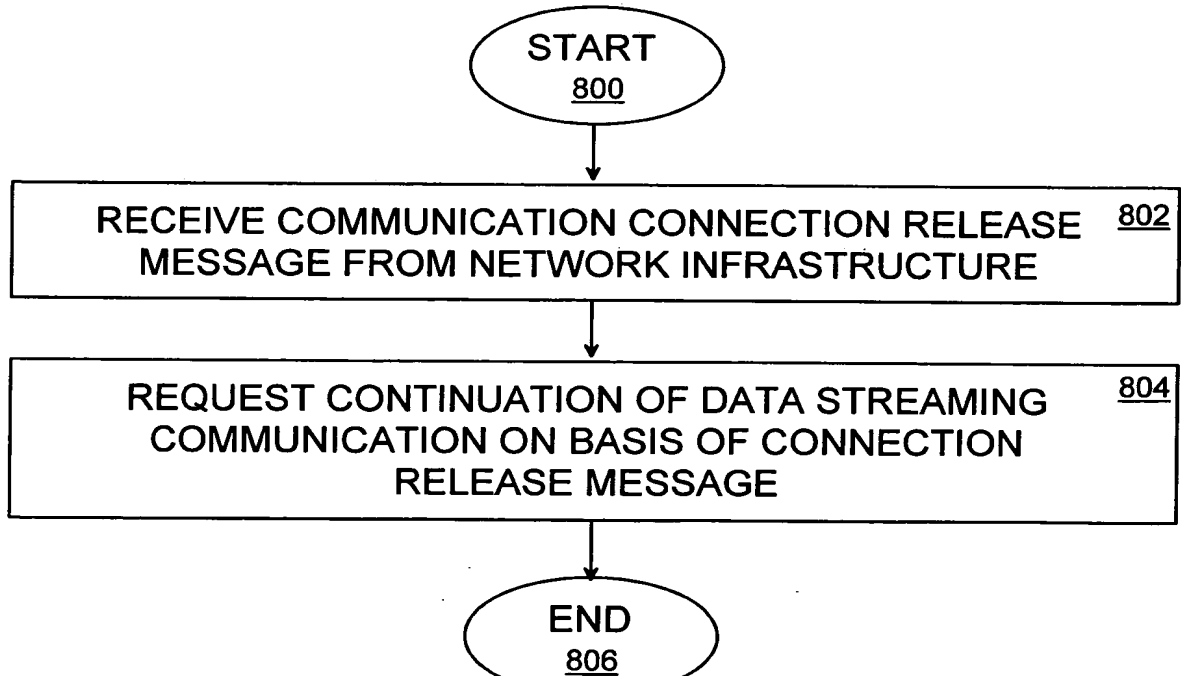 START
800
RECEIVE COMMUNICATION CONNECTION RELEASE 802
MESSAGE FROM NETWORK INFRASTRUCTURE
REQUEST CONTINUATION OF DATA STREAMING 804
COMMUNICATION ON BASIS OF CONNECTION
RELEASE MESSAGE
END
806